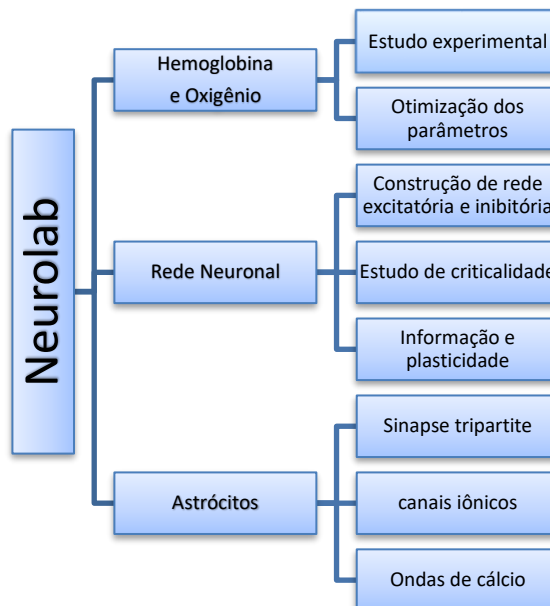 Neurolab
Hemoglobina
e Oxigênio
Estudo experimental
Otimização dos
parâmetros
Rede Neuronal
Construção de rede
excitatória e inibitória
Estudo de criticalidade
Informação e
plasticidade
Astrócitos
Sinapse tripartite
canais iônicos
Ondas de cálcio